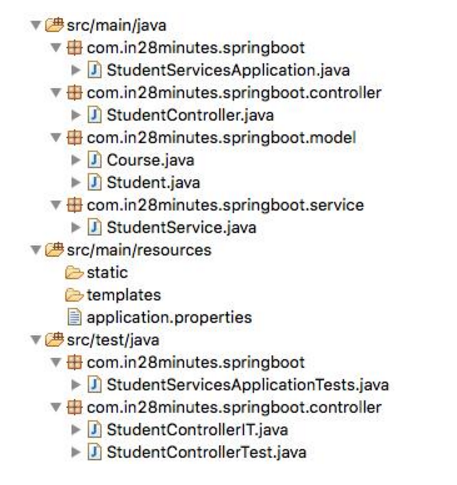 src/main/java
com.in28minutes.springboot
StudentServicesApplication.java
com.in28minutes.springboot.controller
StudentController.java
com.in28minutes.springboot.model
Course.java
Student.java
com.in28minutes.springboot.service
StudentService.java
src/main/resources
static
templates
application.properties
src/test/java
com.in28minutes.springboot
StudentServicesApplicationTests.java
com.in28minutes.springboot.controller
StudentControllerIT.java
StudentControllerTest.java